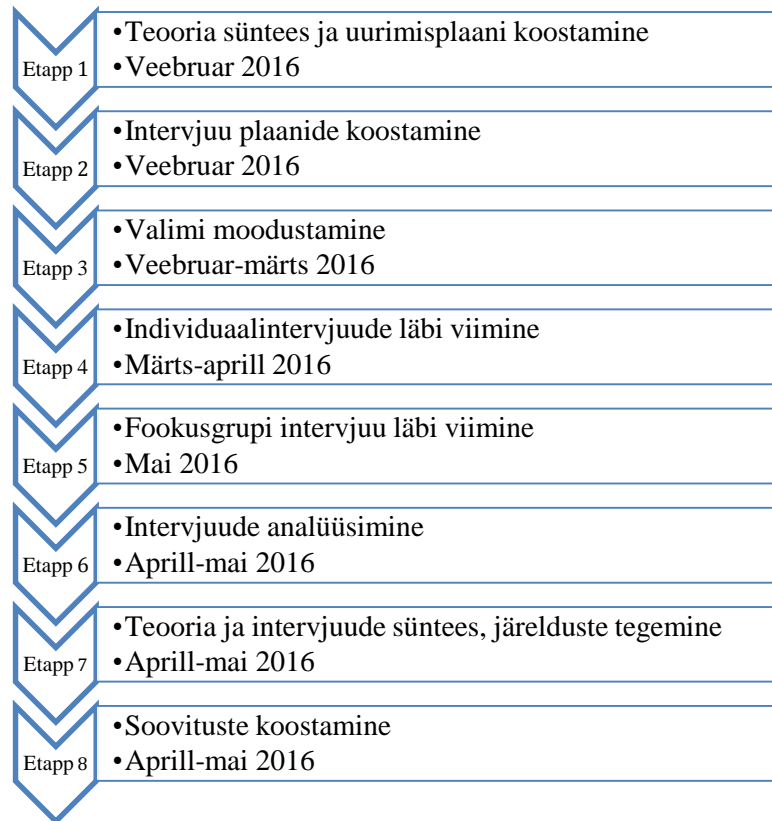 •Teooria süntees ja uurimisplaani koostamine
Etapp 1
•Veebruar 2016
•Intervjuu plaanide koostamine
Etapp 2
•Veebruar 2016
•Valimi moodustamine
Etapp 3
•Veebruar-märts 2016
•Individuaalintervjuude läbi viimine
Etapp 4
•Märts-aprill 2016
•Fookusgrupi intervjuu läbi viimine
Etapp 5
•Mai 2016
•Intervjuude analüüsimine
Etapp 6
•Aprill-mai 2016
•Teooria ja intervjuude süntees, järelduste tegemine
Etapp 7
•Aprill-mai 2016
•Soovituste koostamine
Etapp 8
•Aprill-mai 2016